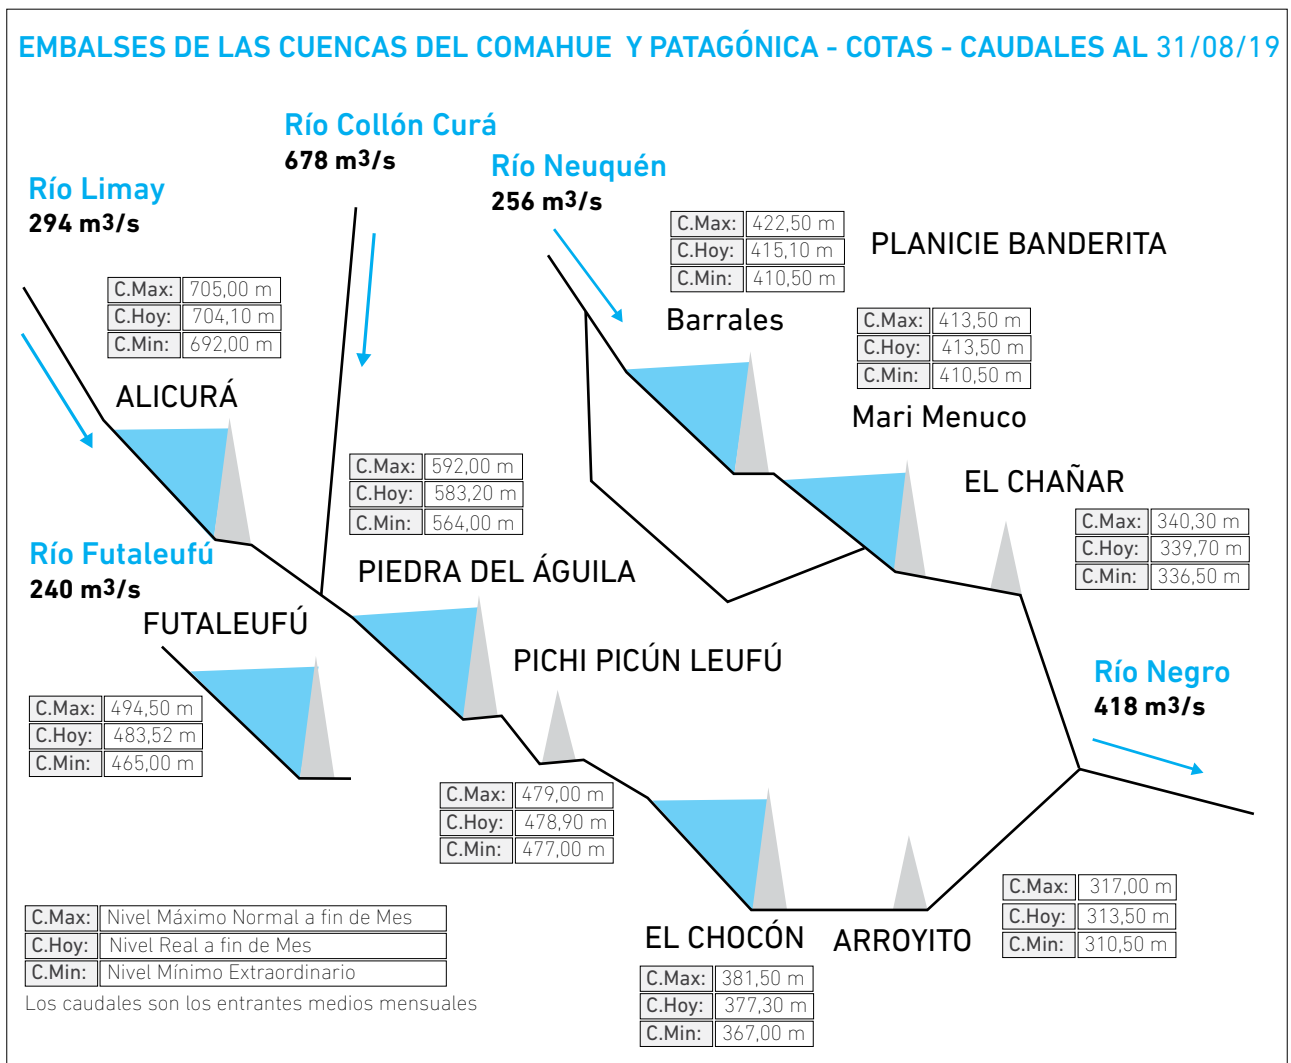 EMBALSES DE LAS CUENCAS DEL COMAHUE Y PATAGÓNICA - COTAS - CAUDALES AL 31/08/19
Río Collón Curá
678 m3/s
Río Neuquén
256 m3/s
Río Limay
294 m3/s
C.Max: 422,50 m
C.Hoy: 415,10 m
C.Min: 410,50 m
PLANICIE BANDERITA
Barrales
C.Max: 705,00 m
C.Hoy: 704,10 m
C.Min: 692,00 m
ALICURÁ
C.Max: 413,50 m
C.Hoy: 413,50 m
C.Min: 410,50 m
Mari Menuco
C.Max: 592,00 m
C.Hoy: 583,20 m
C.Min: 564,00 m
PIEDRA DEL ÁGUILA
EL CHAÑAR
C.Max: 340,30 m
C.Hoy: 339,70 m
C.Min: 336,50 m
Río Futaleufú
240 m3/s
FUTALEUFÚ
C.Max: 494,50 m
C.Hoy: 483,52 m
C.Min: 465,00 m
PICHI PICÚN LEUFÚ
C.Max: 479,00 m
C.Hoy: 478,90 m
C.Min: 477,00 m
Río Negro
418 m3/s
EL CHOCÓN
C.Max: 381,50 m
C.Hoy: 377,30 m
C.Min: 367,00 m
ARROYITO
C.Max: 317,00 m
C.Hoy: 313,50 m
C.Min: 310,50 m
C.Max: Nivel Máximo Normal a fin de Mes
C.Hoy: Nivel Real a fin de Mes
C.Min: Nivel Mínimo Extraordinario
Los caudales son los entrantes medios mensuales